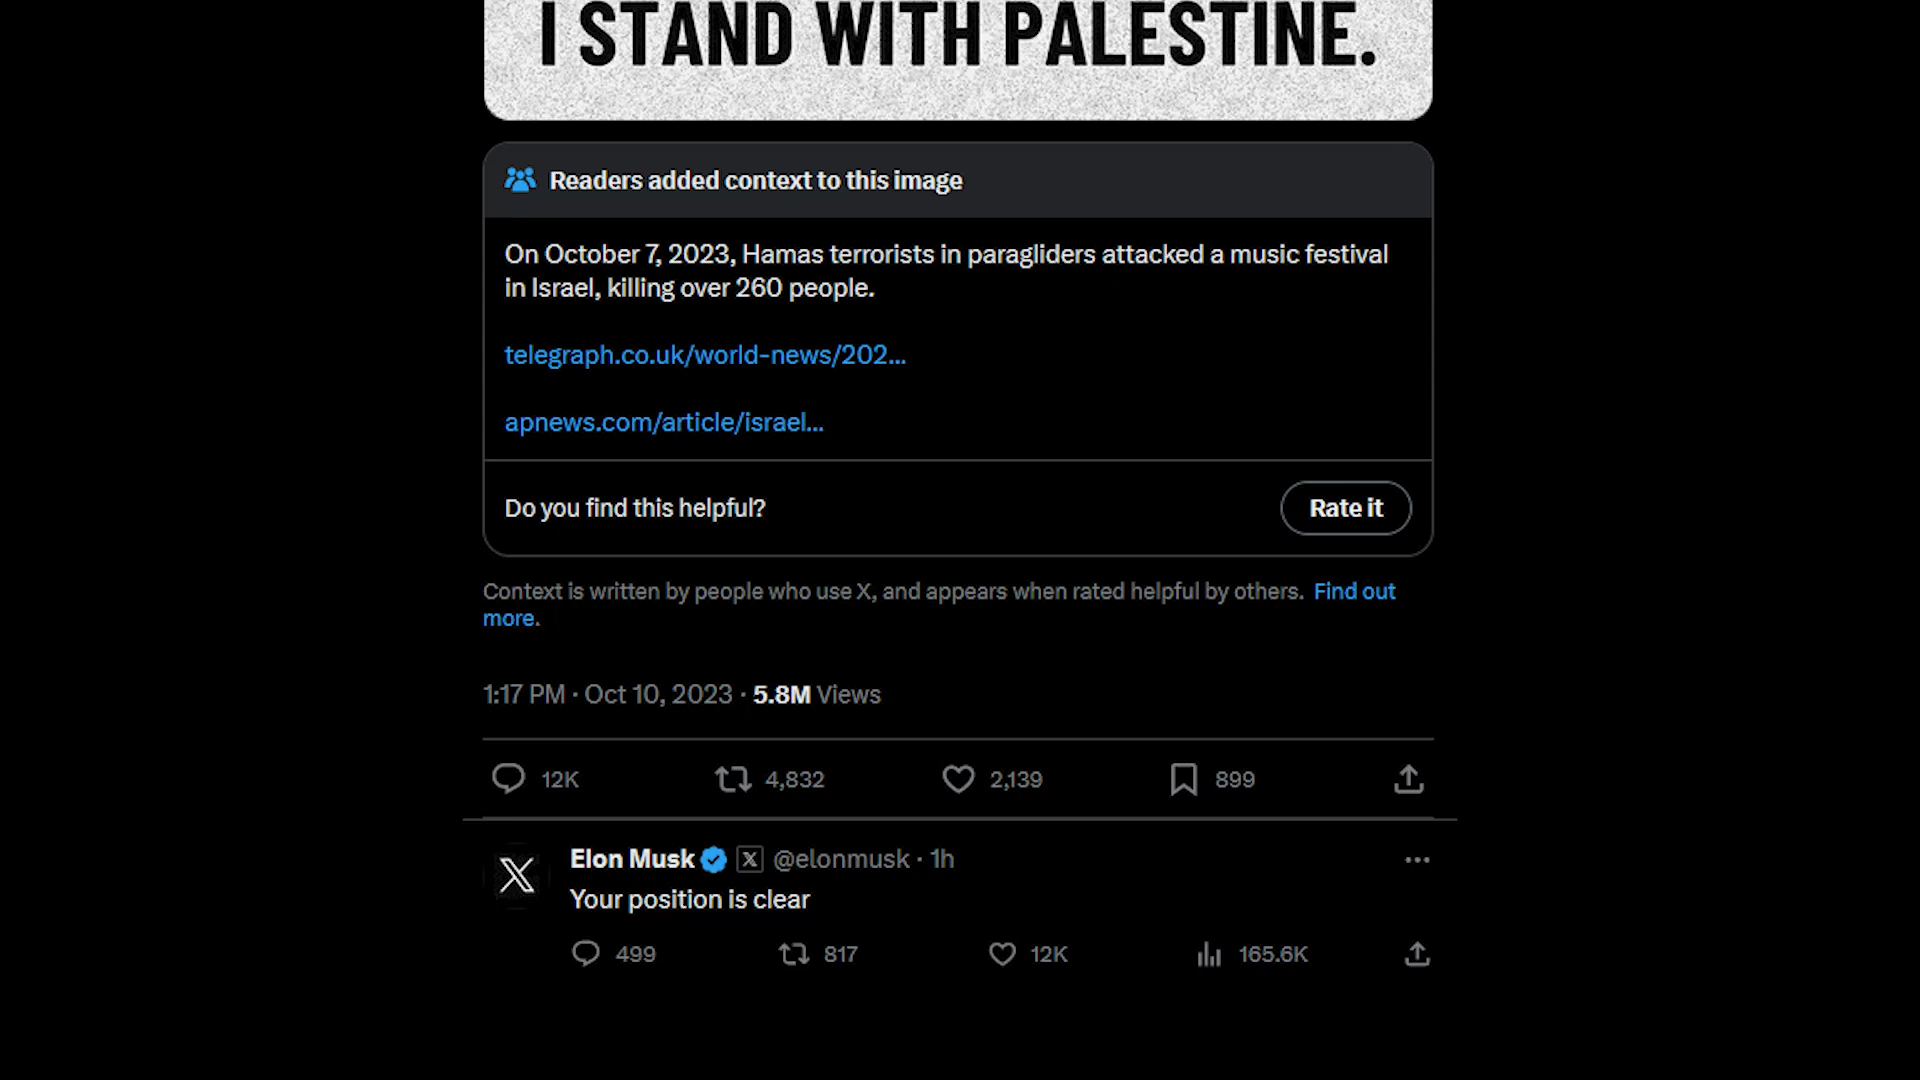 I STAND WITH PALESTINE.
Readers added context to this image
On October 7, 2023, Hamas terrorists in paragliders attacked a music festival
in Israel, killing over 260 people.
telegraph.co.uk/world-news/202...
apnews.com/article/israel...
Do you find this helpful?
Rate it
Context is written by people who use X, and appears when rated helpful by others. Find out
more.
1:17 PM · Oct 10, 2023 · 5.8M Views
12K 4,832 2,139 899
Elon Musk X @elonmusk · 1h
Your position is clear
499 817 12K 165.6K